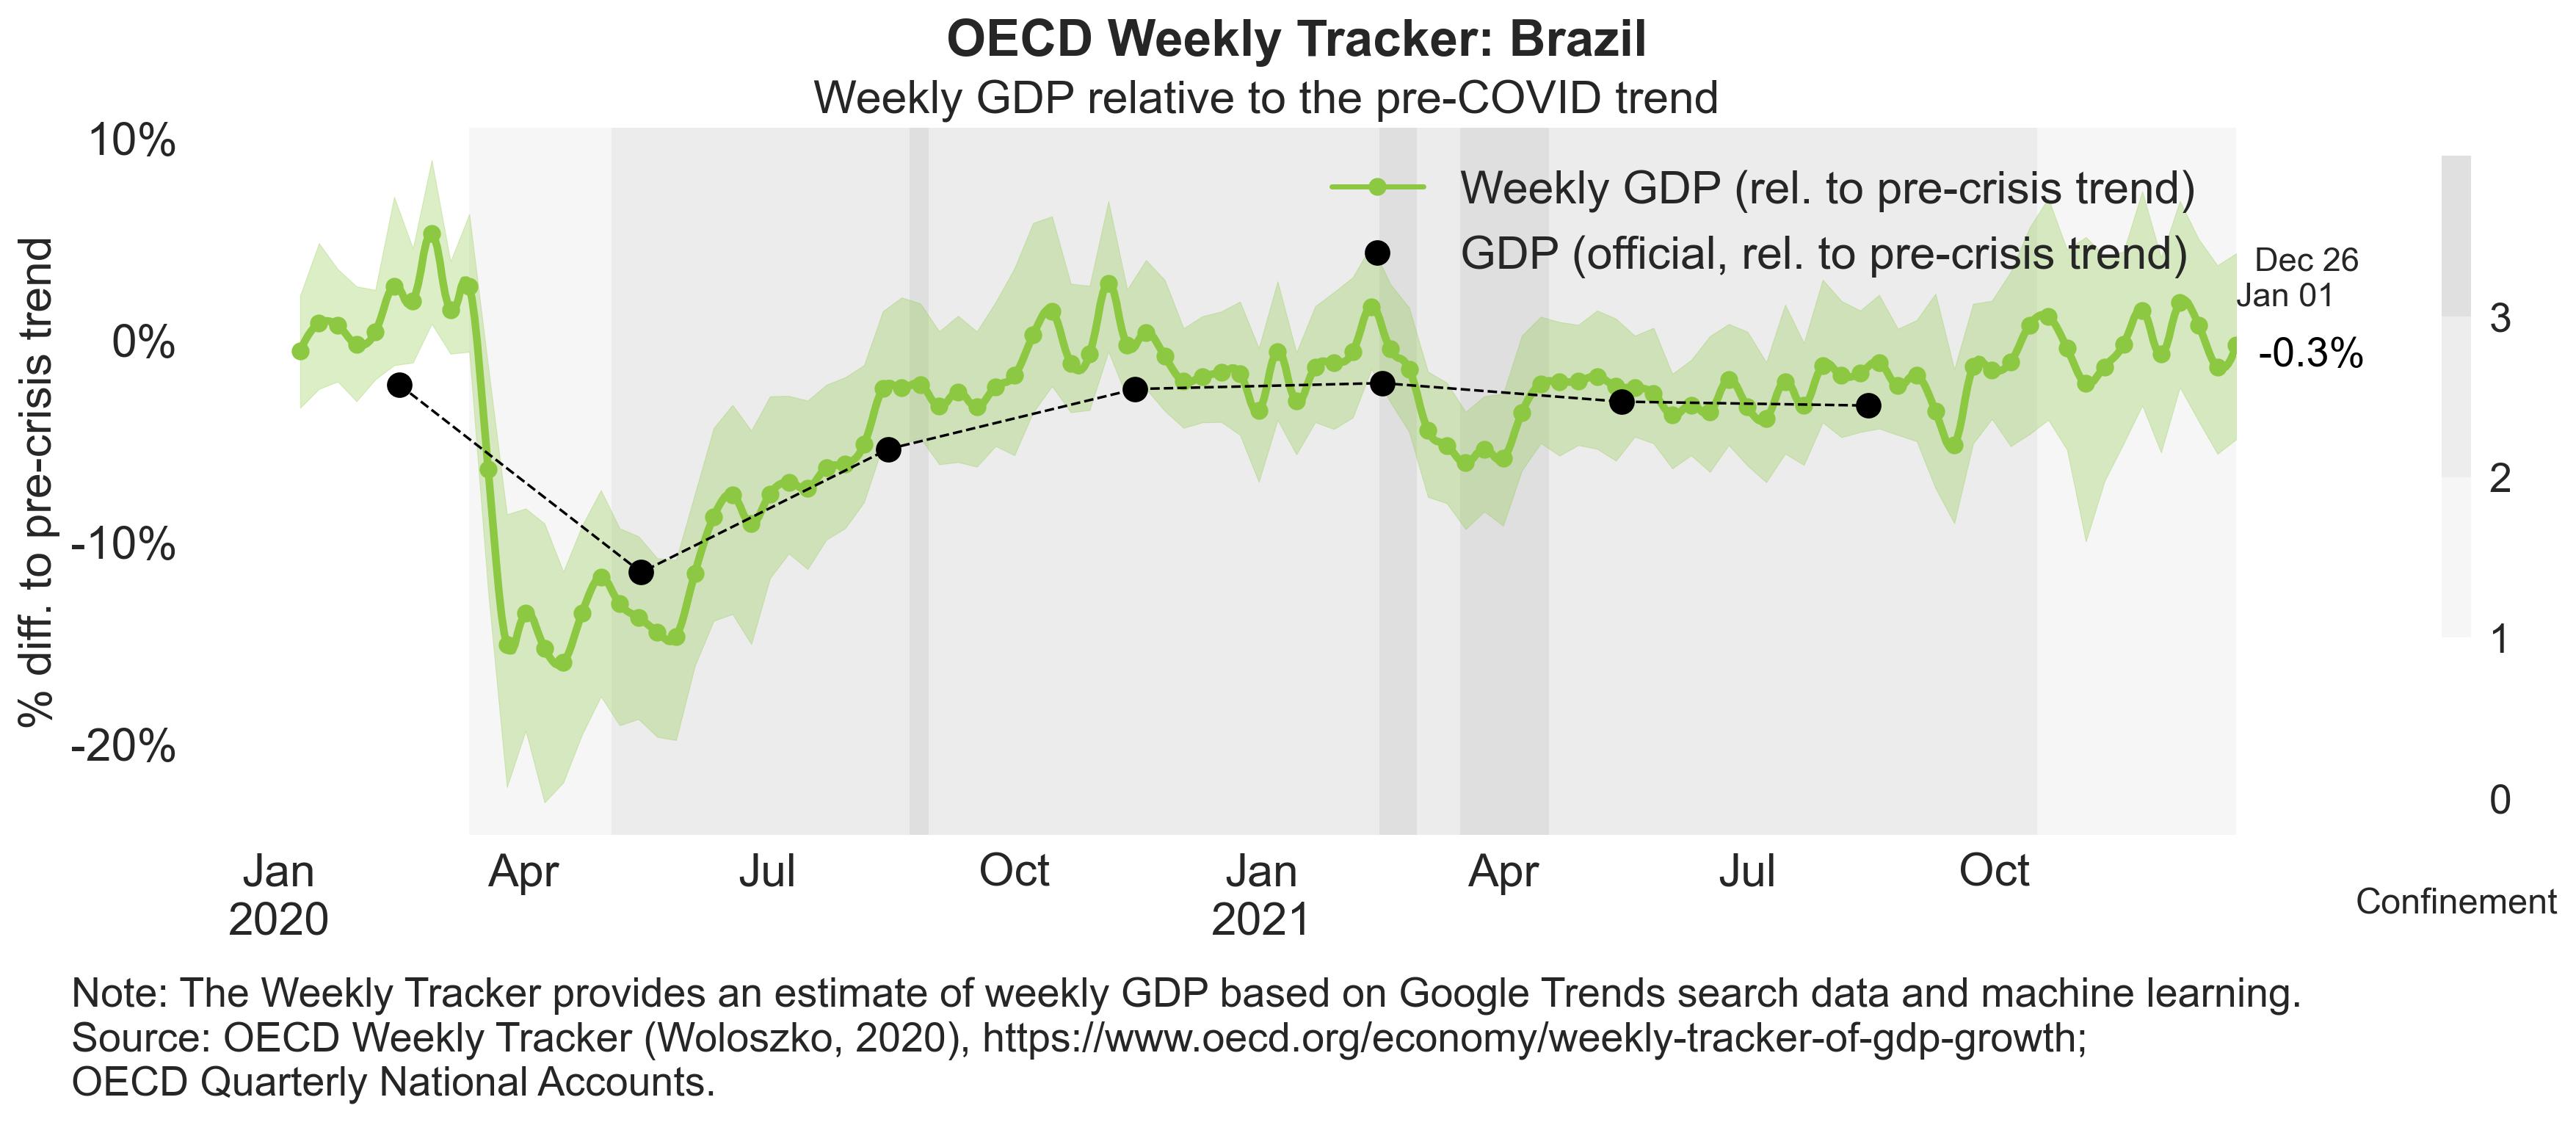 OECD Weekly Tracker: Brazil
Weekly GDP relative to the pre-COVID trend
10%
0%
-10%
-20%
% diff. to pre-crisis trend
Weekly GDP (rel. to pre-crisis trend)
GDP (official, rel. to pre-crisis trend)
Dec 26
Jan 01
-0.3%
3
2
1
0
Confinement
Jan Apr Jul Oct Jan Apr Jul Oct
2020 2021
Note: The Weekly Tracker provides an estimate of weekly GDP based on Google Trends search data and machine learning.
Source: OECD Weekly Tracker (Woloszko, 2020), https://www.oecd.org/economy/weekly-tracker-of-gdp-growth;
OECD Quarterly National Accounts.